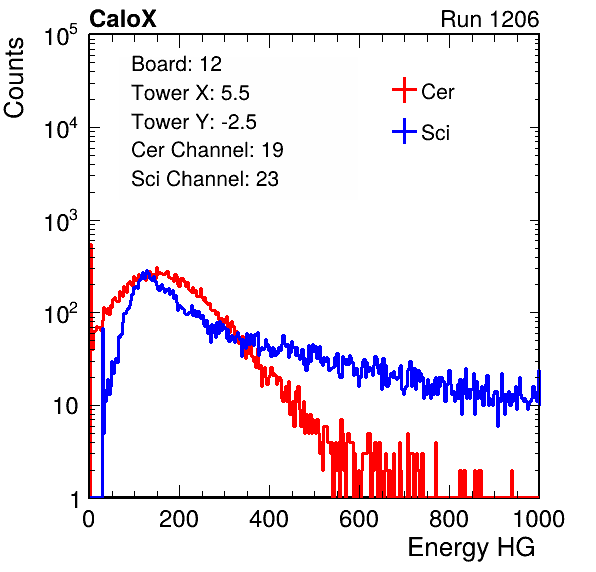 CaloX Run 1206
Counts
10^5
10^4
10^3
10^2
10
1
Board: 12
Tower X: 5.5
Tower Y: -2.5
Cer Channel: 19
Sci Channel: 23
Cer
Sci
0 200 400 600 800 1000
Energy HG